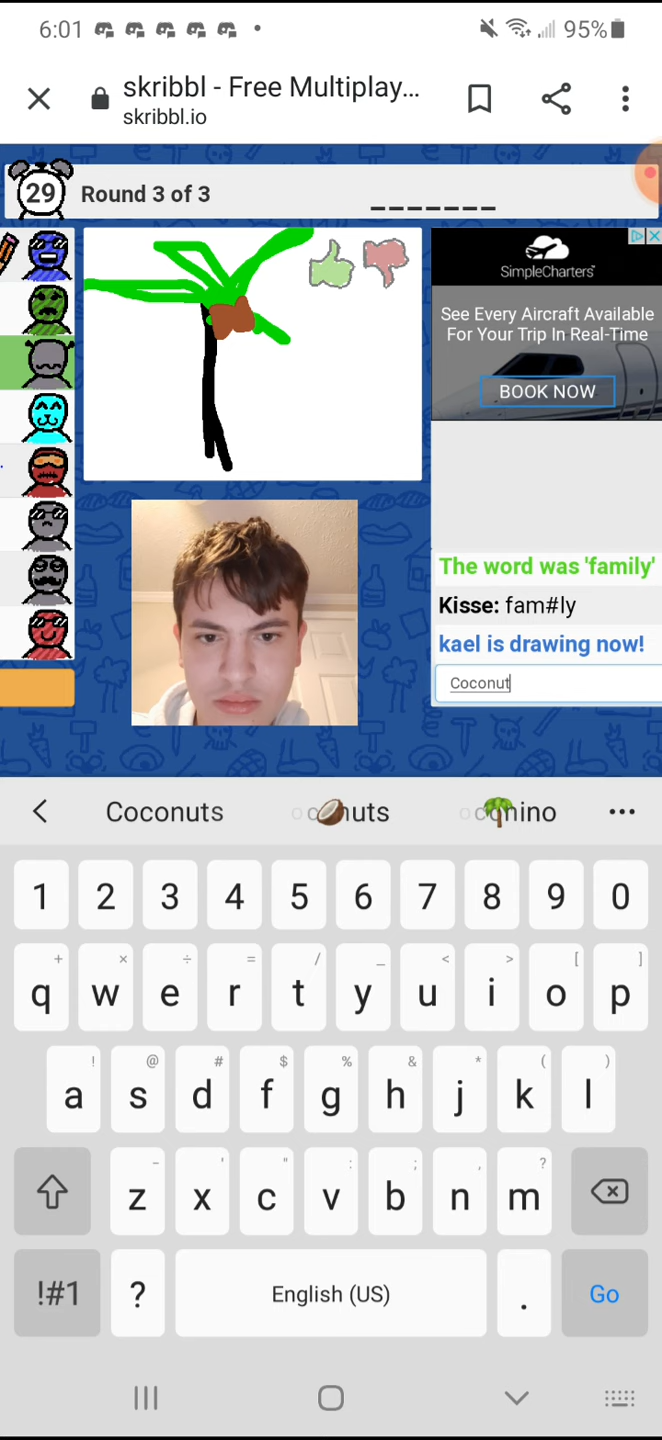 6:01
95%
skribbl - Free Multiplay...
skribbl.io
29
Round 3 of 3
_______
SimpleCharters
See Every Aircraft Available
For Your Trip In Real-Time
BOOK NOW
The word was 'family'
Kisse: fam#ly
kael is drawing now!
Coconut
Coconuts
1 2 3 4 5 6 7 8 9 0
+ × ÷ = / _ < > [ ]
q w e r t y u i o p
! @ # $ % & * ( )
a s d f g h j k l
- ' " : ; , ?
z x c v b n m
!#1 ? English (US) . Go